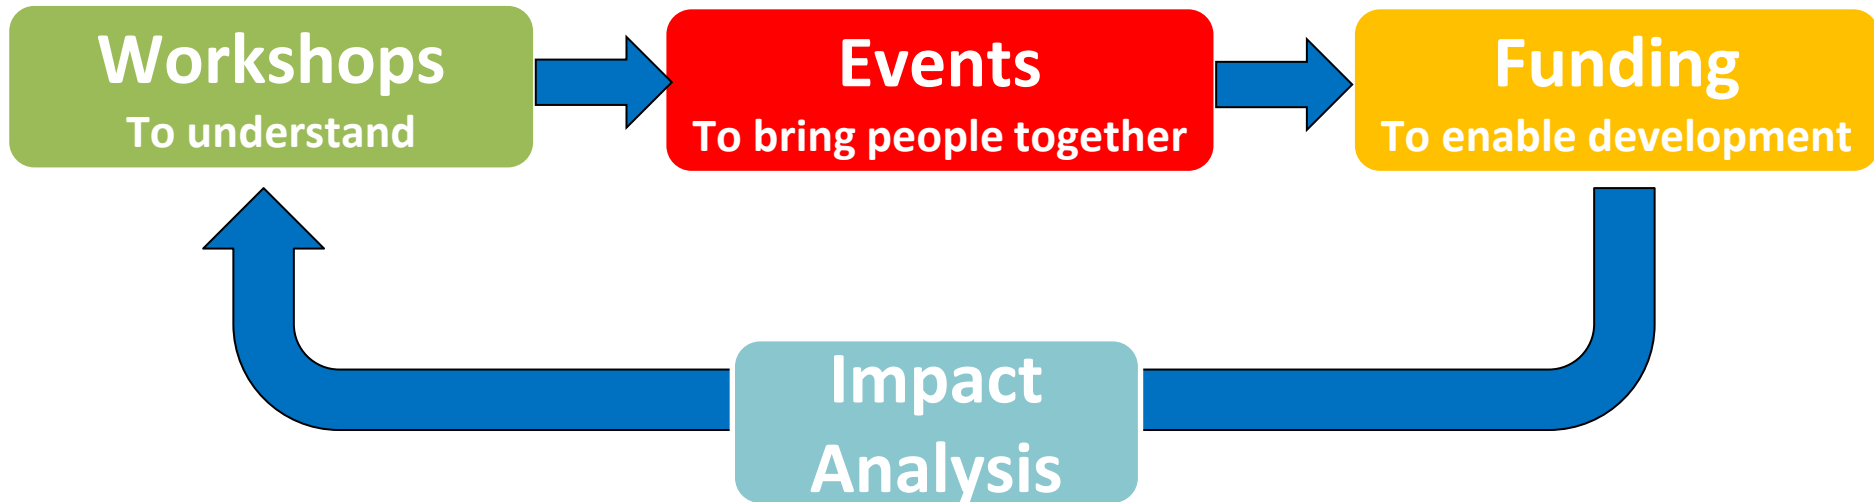 Workshops
To understand
Events
To bring people together
Funding
To enable development
Impact
Analysis